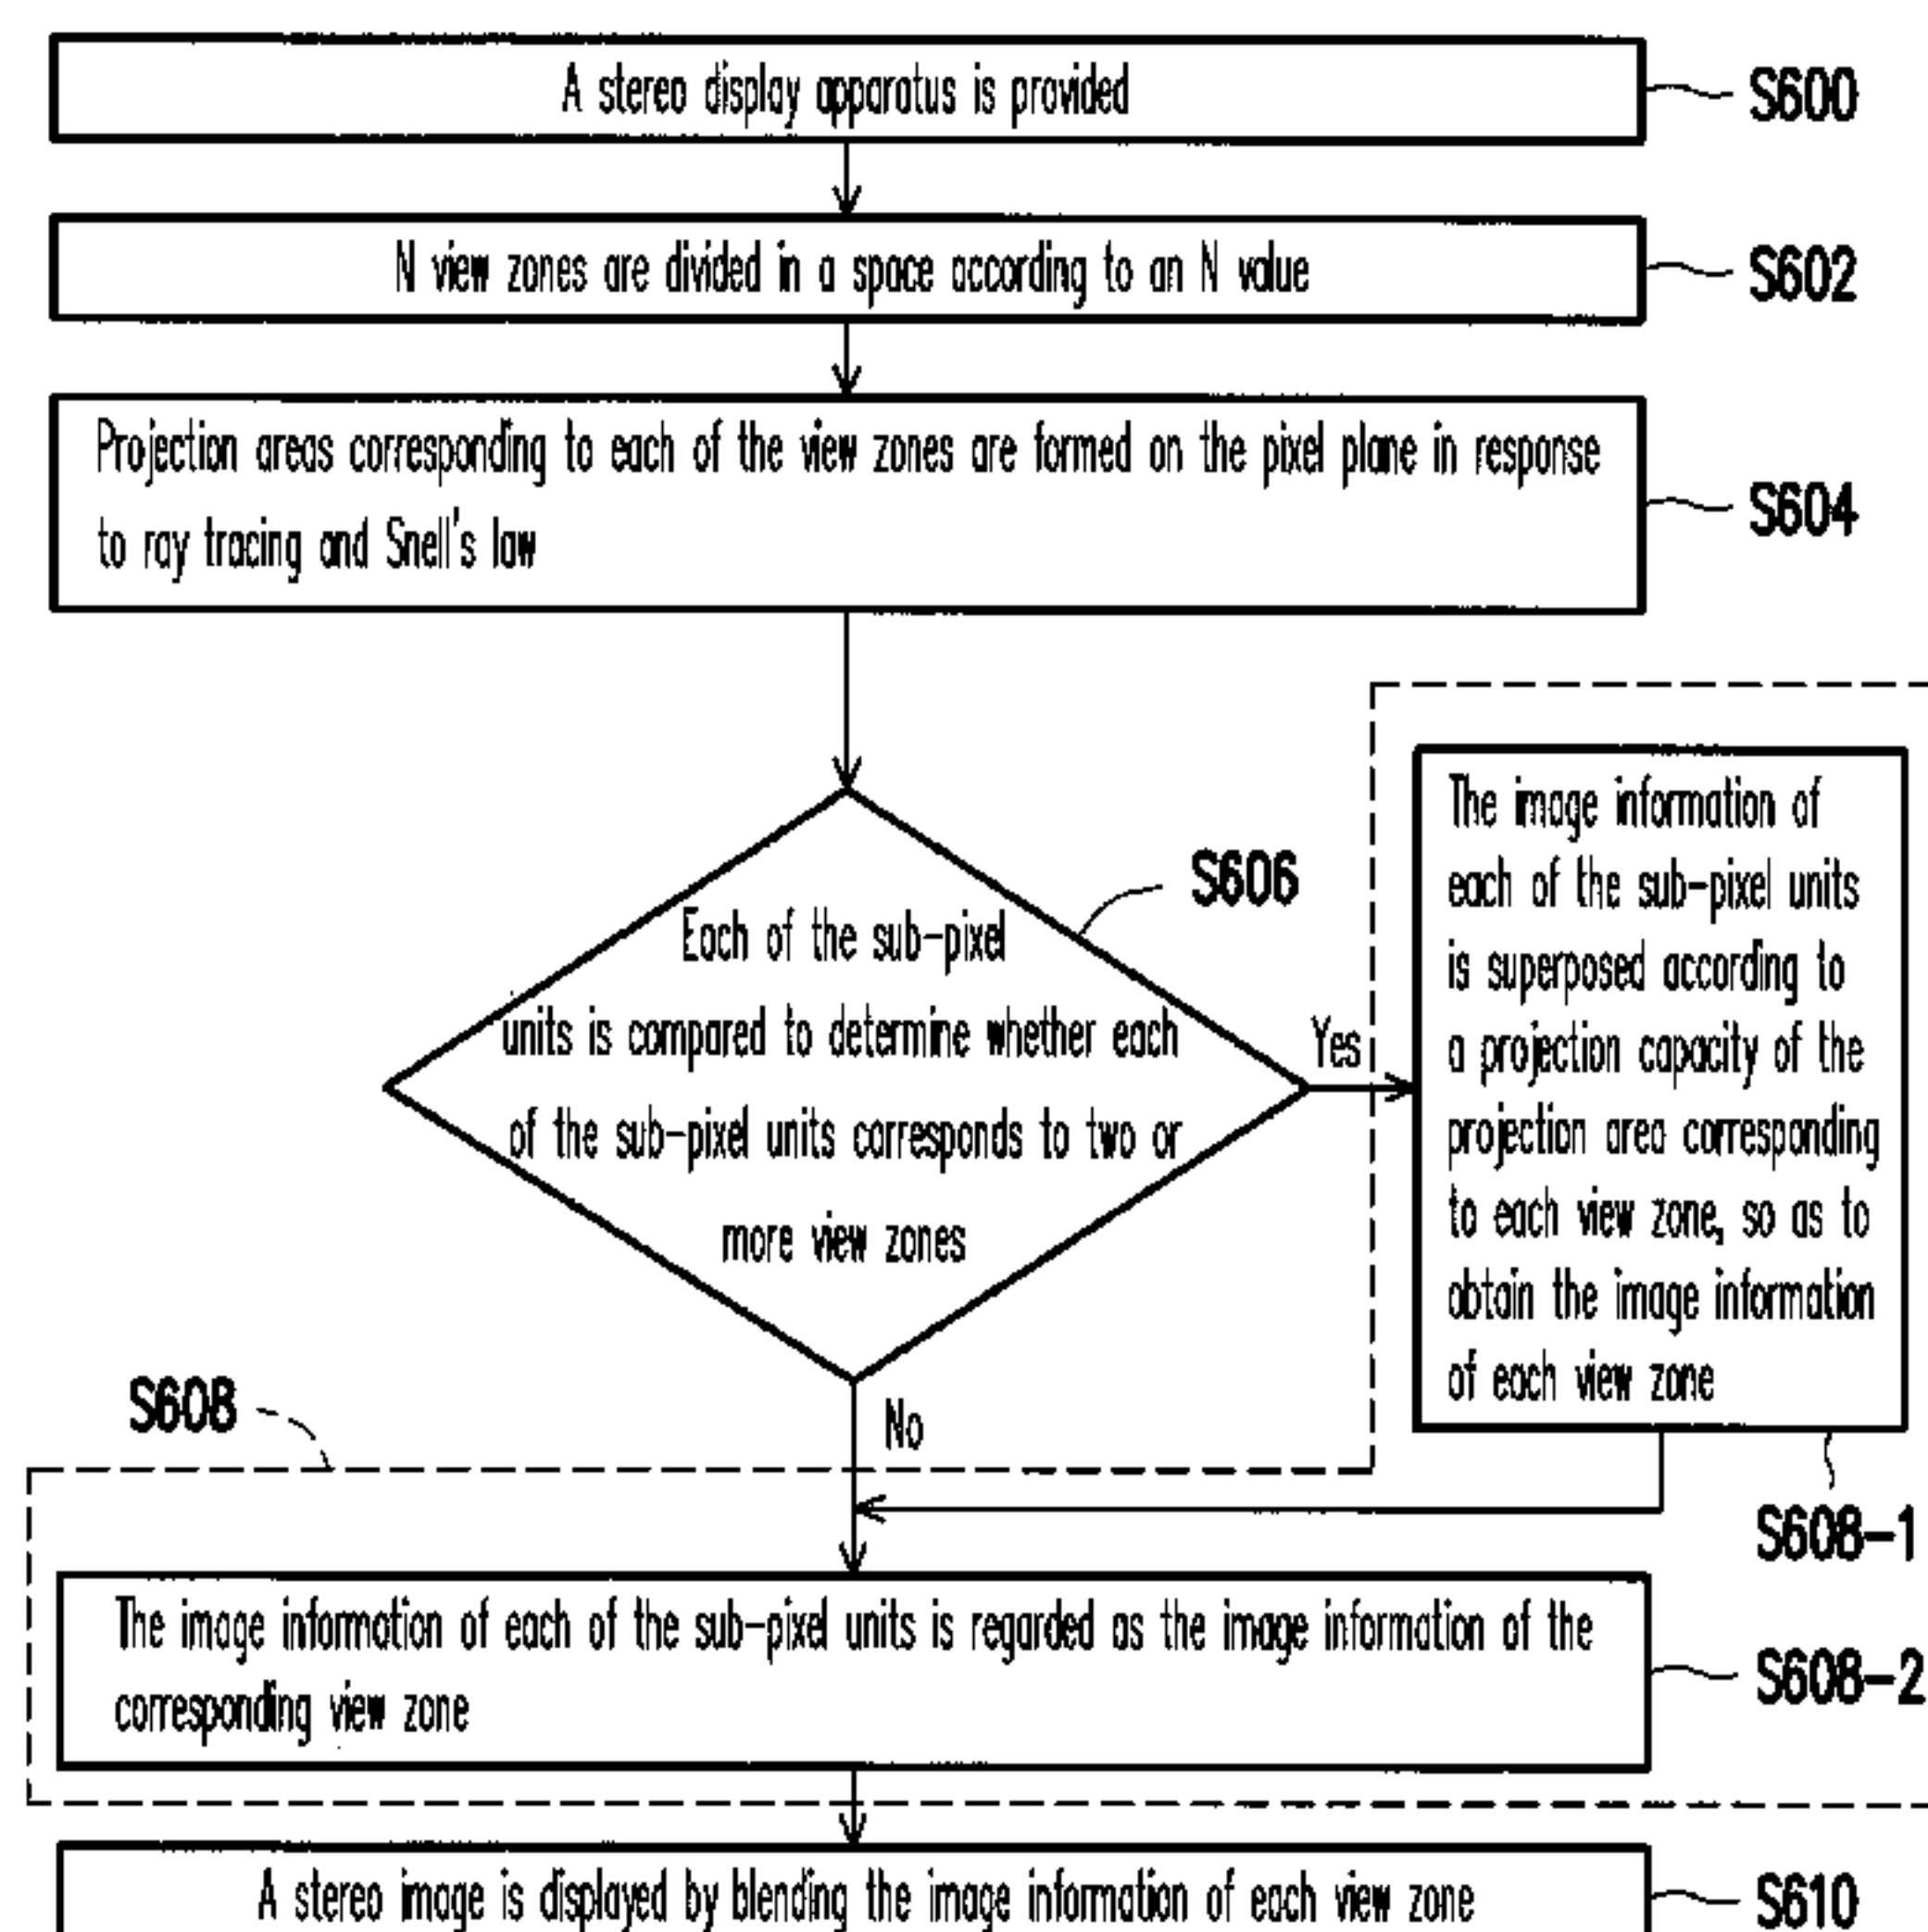 A stereo display apparatus is provided
S600
N view zones are divided in a space according to an N value
S602
Projection areas corresponding to each of the view zones are formed on the pixel plane in response
to ray tracing and Snell's law
S604
Each of the sub-pixel
units is compared to determine whether each
of the sub-pixel units corresponds to two or
more view zones
S606
Yes
The image information of
each of the sub-pixel units
is superposed according to
a projection capacity of the
projection area corresponding
to each view zone, so as to
obtain the image information
of each view zone
S608-1
No
S608
The image information of each of the sub-pixel units is regarded as the image information of the
corresponding view zone
S608-2
A stereo image is displayed by blending the image information of each view zone
S610